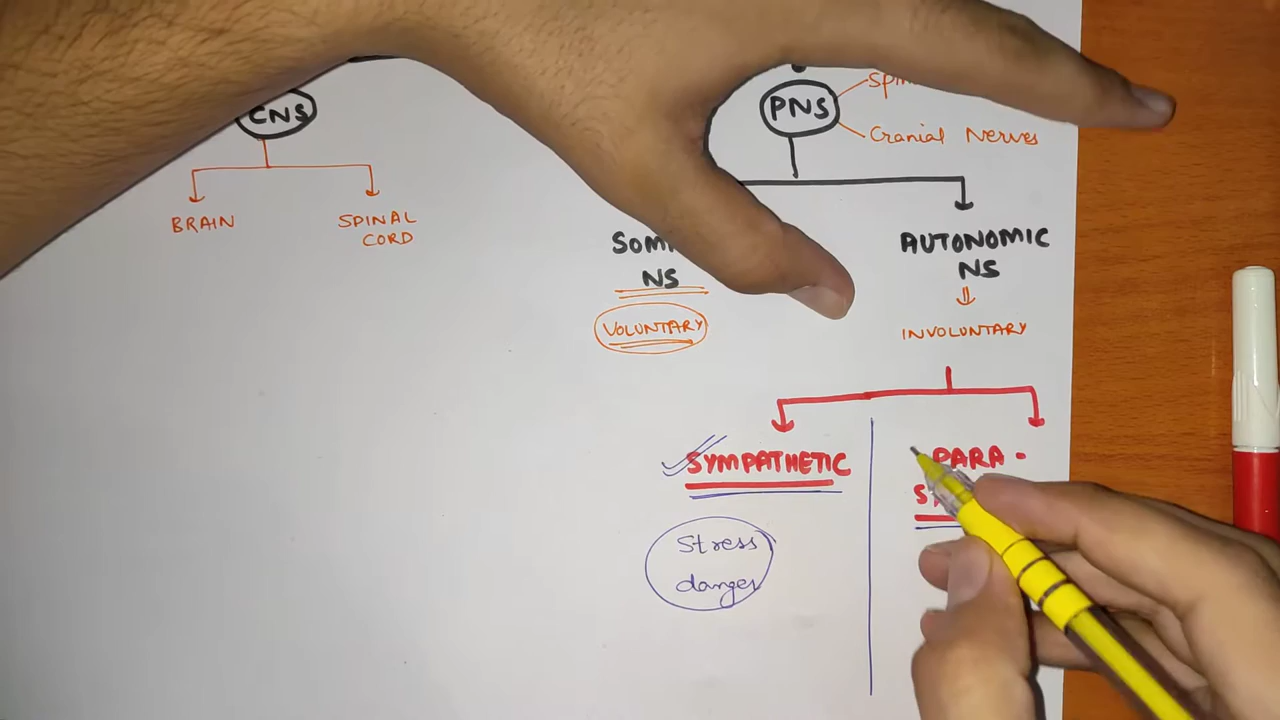 CNS
PNS
Cranial Nerves
BRAIN
SPINAL
CORD
NS
VOLUNTARY
AUTONOMIC
NS
INVOLUNTARY
SYMPATHETIC
PARA -
Stress
danger